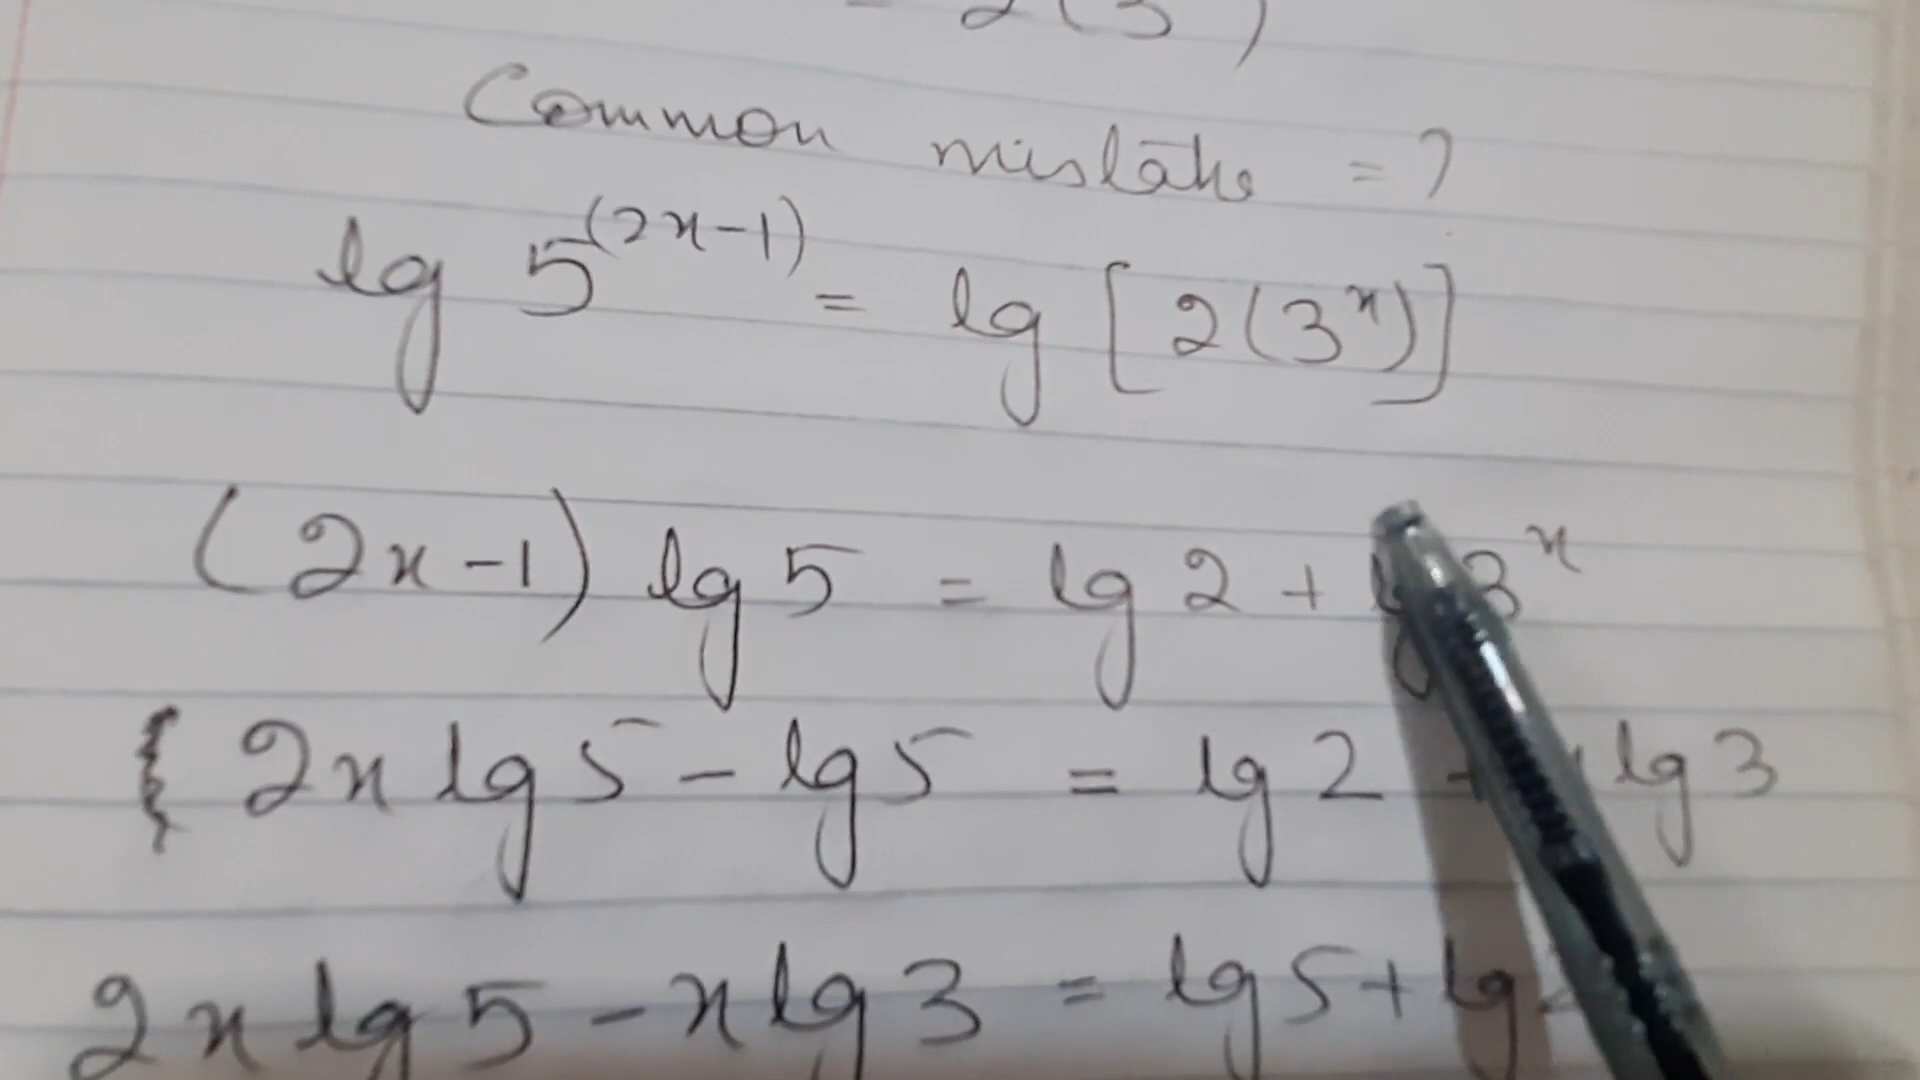 = 2(3 )
Common mistake = ?
lg 5^(2x-1) = lg [2(3^x)]
(2x-1) lg 5 = lg 2 + lg 3^x
2x lg 5 - lg 5 = lg 2 + lg 3
2x lg 5 - x lg 3 = lg 5 + lg